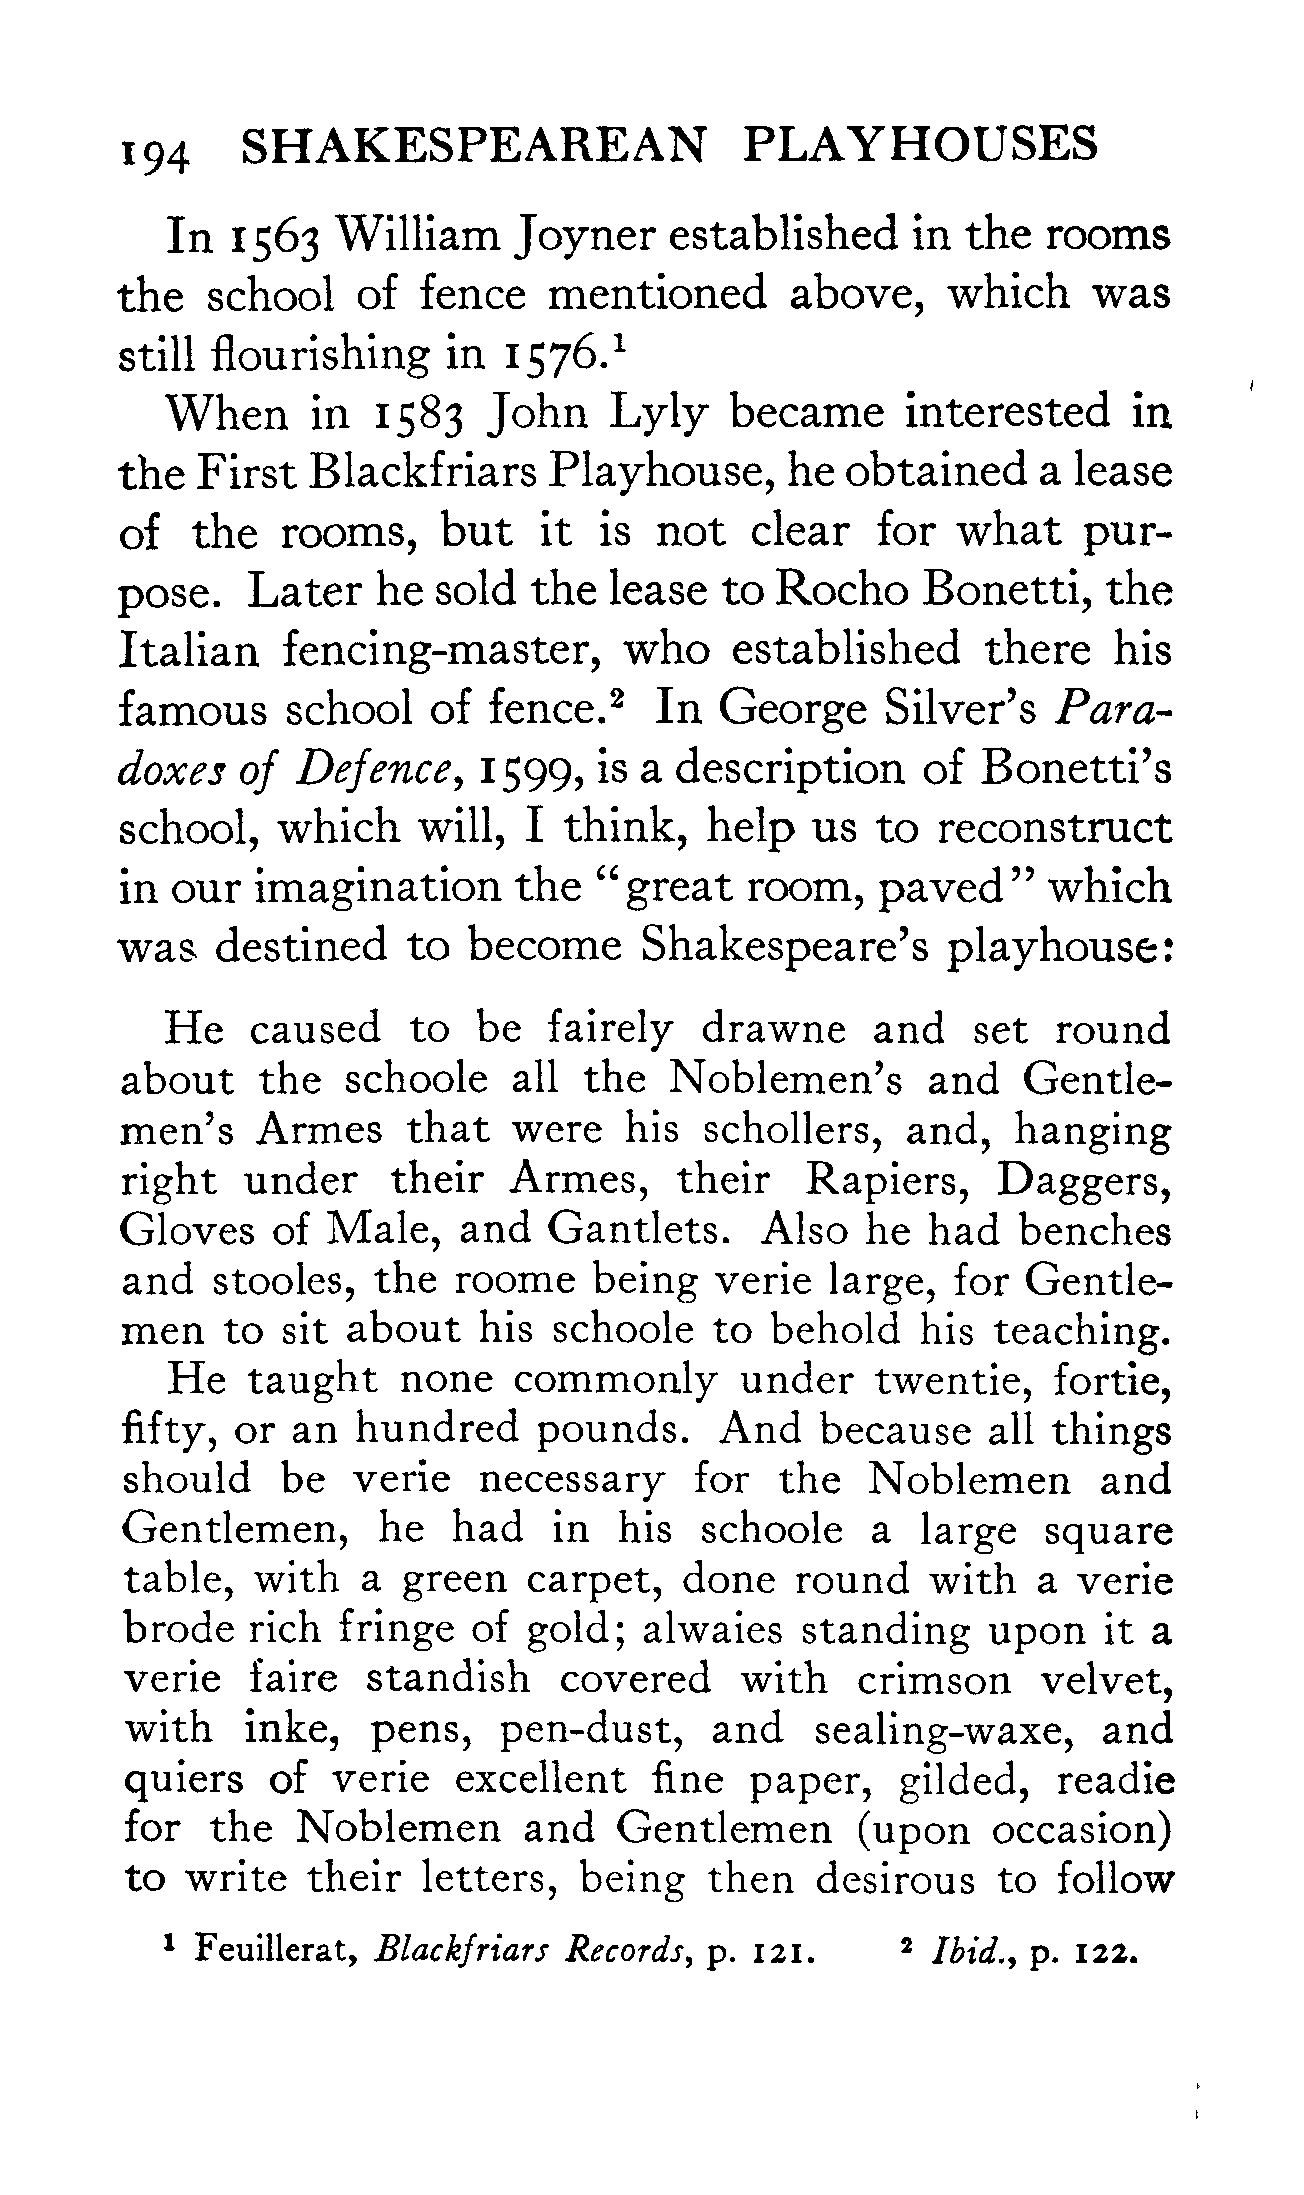 194 SHAKESPEAREAN PLAYHOUSES
In 1563 William Joyner established in the rooms
the school of fence mentioned above, which was
still flourishing in 1576.¹
When in 1583 John Lyly became interested in
the First Blackfriars Playhouse, he obtained a lease
of the rooms, but it is not clear for what pur-
pose. Later he sold the lease to Rocho Bonetti, the
Italian fencing-master, who established there his
famous school of fence.² In George Silver's Para-
doxes of Defence, 1599, is a description of Bonetti's
school, which will, I think, help us to reconstruct
in our imagination the "great room, paved" which
was destined to become Shakespeare's playhouse:
He caused to be fairely drawne and set round
about the schoole all the Noblemen's and Gentle-
men's Armes that were his schollers, and, hanging
right under their Armes, their Rapiers, Daggers,
Gloves of Male, and Gantlets. Also he had benches
and stooles, the roome being verie large, for Gentle-
men to sit about his schoole to behold his teaching.
He taught none commonly under twentie, fortie,
fifty, or an hundred pounds. And because all things
should be verie necessary for the Noblemen and
Gentlemen, he had in his schoole a large square
table, with a green carpet, done round with a verie
brode rich fringe of gold; alwaies standing upon it a
verie faire standish covered with crimson velvet,
with inke, pens, pen-dust, and sealing-waxe, and
quiers of verie excellent fine paper, gilded, readie
for the Noblemen and Gentlemen (upon occasion)
to write their letters, being then desirous to follow
¹ Feuillerat, Blackfriars Records, p. 121. ² Ibid., p. 122.